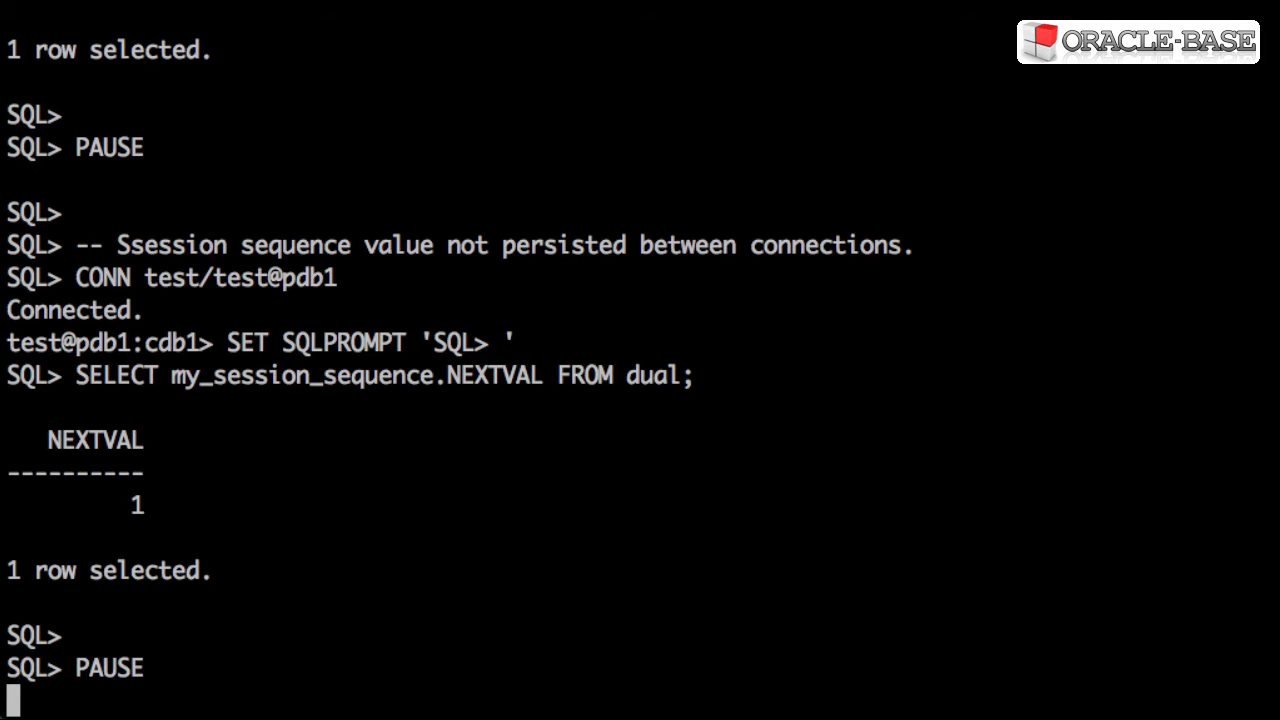 ORACLE-BASE
1 row selected.
SQL>
SQL> PAUSE
SQL>
SQL> -- Ssession sequence value not persisted between connections.
SQL> CONN test/test@pdb1
Connected.
test@pdb1:cdb1> SET SQLPROMPT 'SQL> '
SQL> SELECT my_session_sequence.NEXTVAL FROM dual;
NEXTVAL
----------
1
1 row selected.
SQL>
SQL> PAUSE